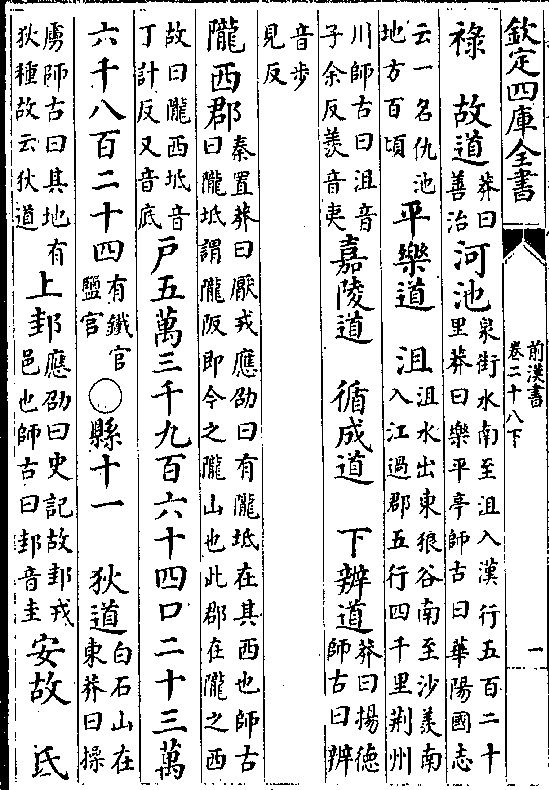 欽定四庫全書
前漢書
卷二十八下
一
祿 故道莽曰善治河池泉街水南至沮入漢行五百二十里莽曰樂平亭師古曰華陽國志
云一名仇池地方百頃平樂道 沮沮水出東狼谷南至沙羨南入江過郡五行四千里荆州
川師古曰沮音子余反羨音夷嘉陵道 循成道 下辨道莽曰揚德師古曰辨
音步見反
隴西郡秦置莽曰厭戎應劭曰有隴坻在其西也師古曰隴坻謂隴阪即今之隴山也此郡在隴之西
故曰隴西坻音丁計反又音底戶五萬三千九百六十四口二十三萬
六千八百二十四有鐵官鹽官○縣十一 狄道白石山在東莽曰操
虜師古曰其地有狄種故云狄道上邽應劭曰史記故邽戎邑也師古曰邽音圭安故 氏